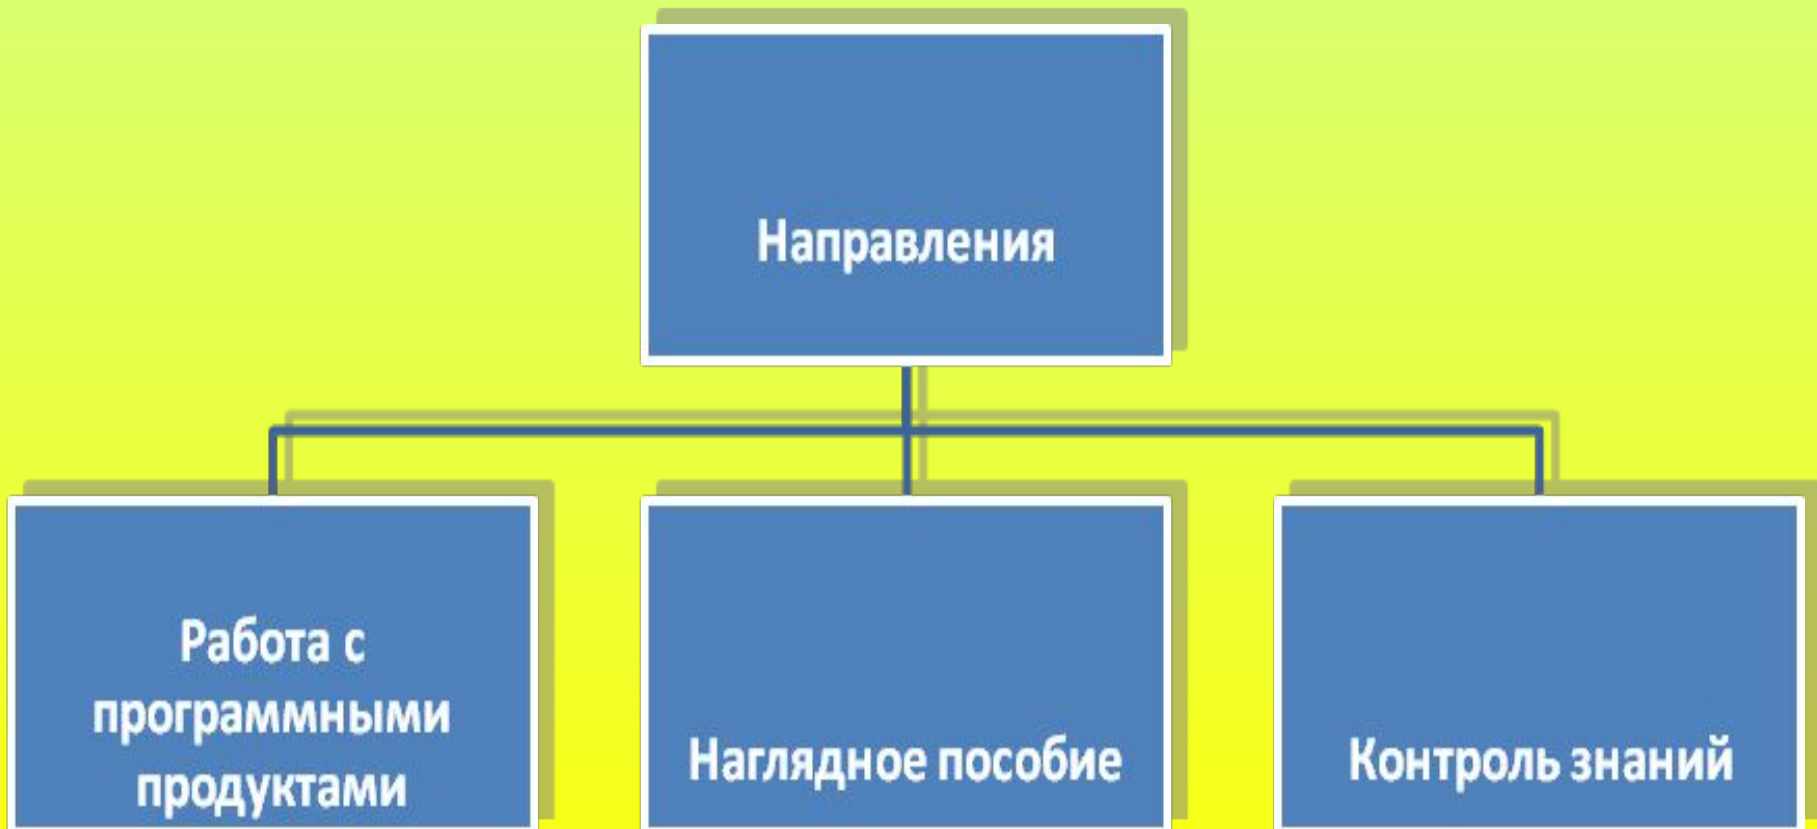 Направления
Работа с
программными
продуктами
Наглядное пособие
Контроль знаний